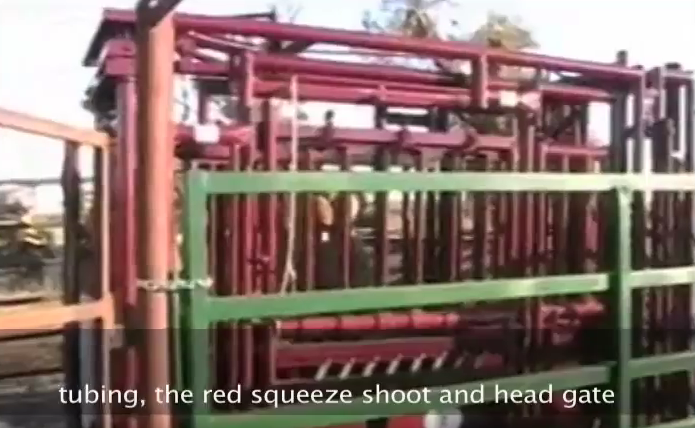 tubing, the red squeeze shoot and head gate